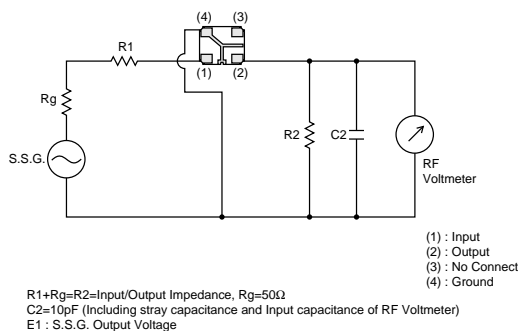 (4) (3)
R1
(1) (2)
Rg
S.S.G.
R2
C2
RF
Voltmeter
(1) : Input
(2) : Output
(3) : No Connect
(4) : Ground
R1+Rg=R2=Input/Output Impedance, Rg=50Ω
C2=10pF (Including stray capacitance and Input capacitance of RF Voltmeter)
E1 : S.S.G. Output Voltage